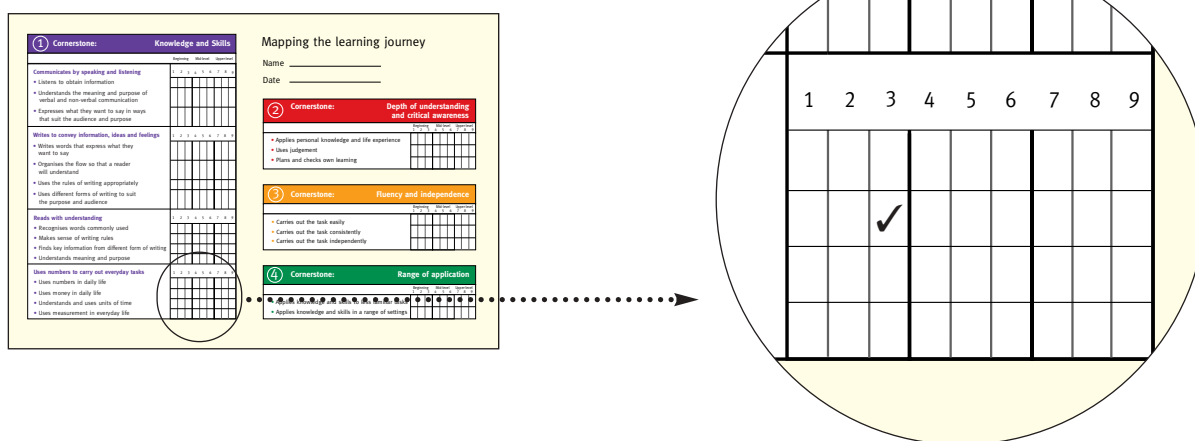 1 Cornerstone: Knowledge and Skills
Beginning Mid level Upper level
Communicates by speaking and listening 1 2 3 4 5 6 7 8 9
• Listens to obtain information
• Understands the meaning and purpose of
verbal and non-verbal communication
• Expresses what they want to say in ways
that suit the audience and purpose
Writes to convey information, ideas and feelings 1 2 3 4 5 6 7 8 9
• Writes words that express what they
want to say
• Organises the flow so that a reader
will understand
• Uses the rules of writing appropriately
• Uses different forms of writing to suit
the purpose and audience
Reads with understanding 1 2 3 4 5 6 7 8 9
• Recognises words commonly used
• Makes sense of writing rules
• Finds key information from different form of writing
• Understands meaning and purpose
Uses numbers to carry out everyday tasks 1 2 3 4 5 6 7 8 9
• Uses numbers in daily life
• Uses money in daily life
• Understands and uses units of time
• Uses measurement in everyday life
Mapping the learning journey
Name
Date
2 Cornerstone: Depth of understanding
and critical awareness
Beginning Mid level Upper level
1 2 3 4 5 6 7 8 9
• Applies personal knowledge and life experience
• Uses judgement
• Plans and checks own learning
3 Cornerstone: Fluency and independence
Beginning Mid level Upper level
1 2 3 4 5 6 7 8 9
• Carries out the task easily
• Carries out the task consistently
• Carries out the task independently
4 Cornerstone: Range of application
Beginning Mid level Upper level
1 2 3 4 5 6 7 8 9
• Applies knowledge and skills to less familiar tasks
• Applies knowledge and skills in a range of settings
1 2 3 4 5 6 7 8 9
✓